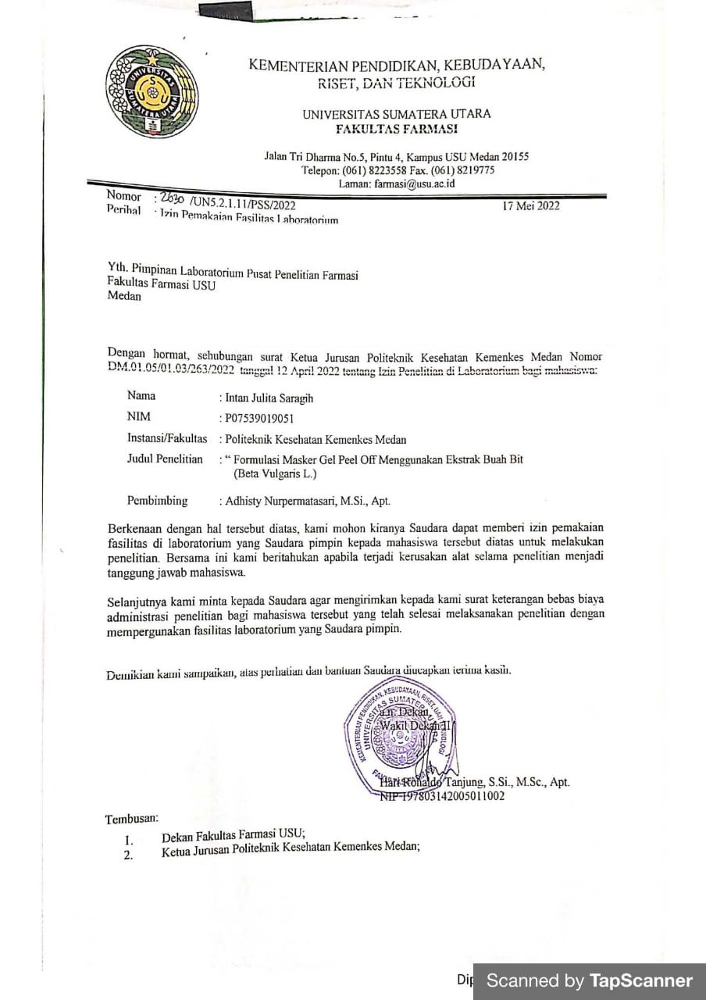 KEMENTERIAN PENDIDIKAN, KEBUDAYAAN,
RISET, DAN TEKNOLOGI
UNIVERSITAS SUMATERA UTARA
FAKULTAS FARMASI
Jalan Tri Dharma No.5, Pintu 4, Kampus USU Medan 20155
Telepon: (061) 8223558 Fax. (061) 8219775
Laman: farmasi@usu.ac.id
UNIVERSITAS
SUMATERA UTARA
USU
Nomor : 2630 /UN5.2.1.11/PSS/2022 17 Mei 2022
Perihal : Izin Pemakaian Fasilitas Laboratorium
Yth. Pimpinan Laboratorium Pusat Penelitian Farmasi
Fakultas Farmasi USU
Medan
Dengan hormat, sehubungan surat Ketua Jurusan Politeknik Kesehatan Kemenkes Medan Nomor
DM.01.05/01.03/263/2022 tanggal 12 April 2022 tentang Izin Penelitian di Laboratorium bagi mahasiswa:
Nama : Intan Julita Saragih
NIM : P07539019051
Instansi/Fakultas : Politeknik Kesehatan Kemenkes Medan
Judul Penelitian : “ Formulasi Masker Gel Peel Off Menggunakan Ekstrak Buah Bit
(Beta Vulgaris L.)
Pembimbing : Adhisty Nurpermatasari, M.Si., Apt.
Berkenaan dengan hal tersebut diatas, kami mohon kiranya Saudara dapat memberi izin pemakaian
fasilitas di laboratorium yang Saudara pimpin kepada mahasiswa tersebut diatas untuk melakukan
penelitian. Bersama ini kami beritahukan apabila terjadi kerusakan alat selama penelitian menjadi
tanggung jawab mahasiswa.
Selanjutnya kami minta kepada Saudara agar mengirimkan kepada kami surat keterangan bebas biaya
administrasi penelitian bagi mahasiswa tersebut yang telah selesai melaksanakan penelitian dengan
mempergunakan fasilitas laboratorium yang Saudara pimpin.
Demikian kami sampaikan, atas perhatian dan bantuan Saudara diucapkan terima kasih.
KEMENTERIAN PENDIDIKAN, KEBUDAYAAN, RISET, DAN TEKNOLOGI
UNIVERSITAS SUMATERA UTARA
FAKULTAS FARMASI
a.n. Dekan
Wakil Dekan II
Hari Ronaldo Tanjung, S.Si., M.Sc., Apt.
NIP 197803142005011002
Tembusan:
1. Dekan Fakultas Farmasi USU;
2. Ketua Jurusan Politeknik Kesehatan Kemenkes Medan;
Scanned by TapScanner